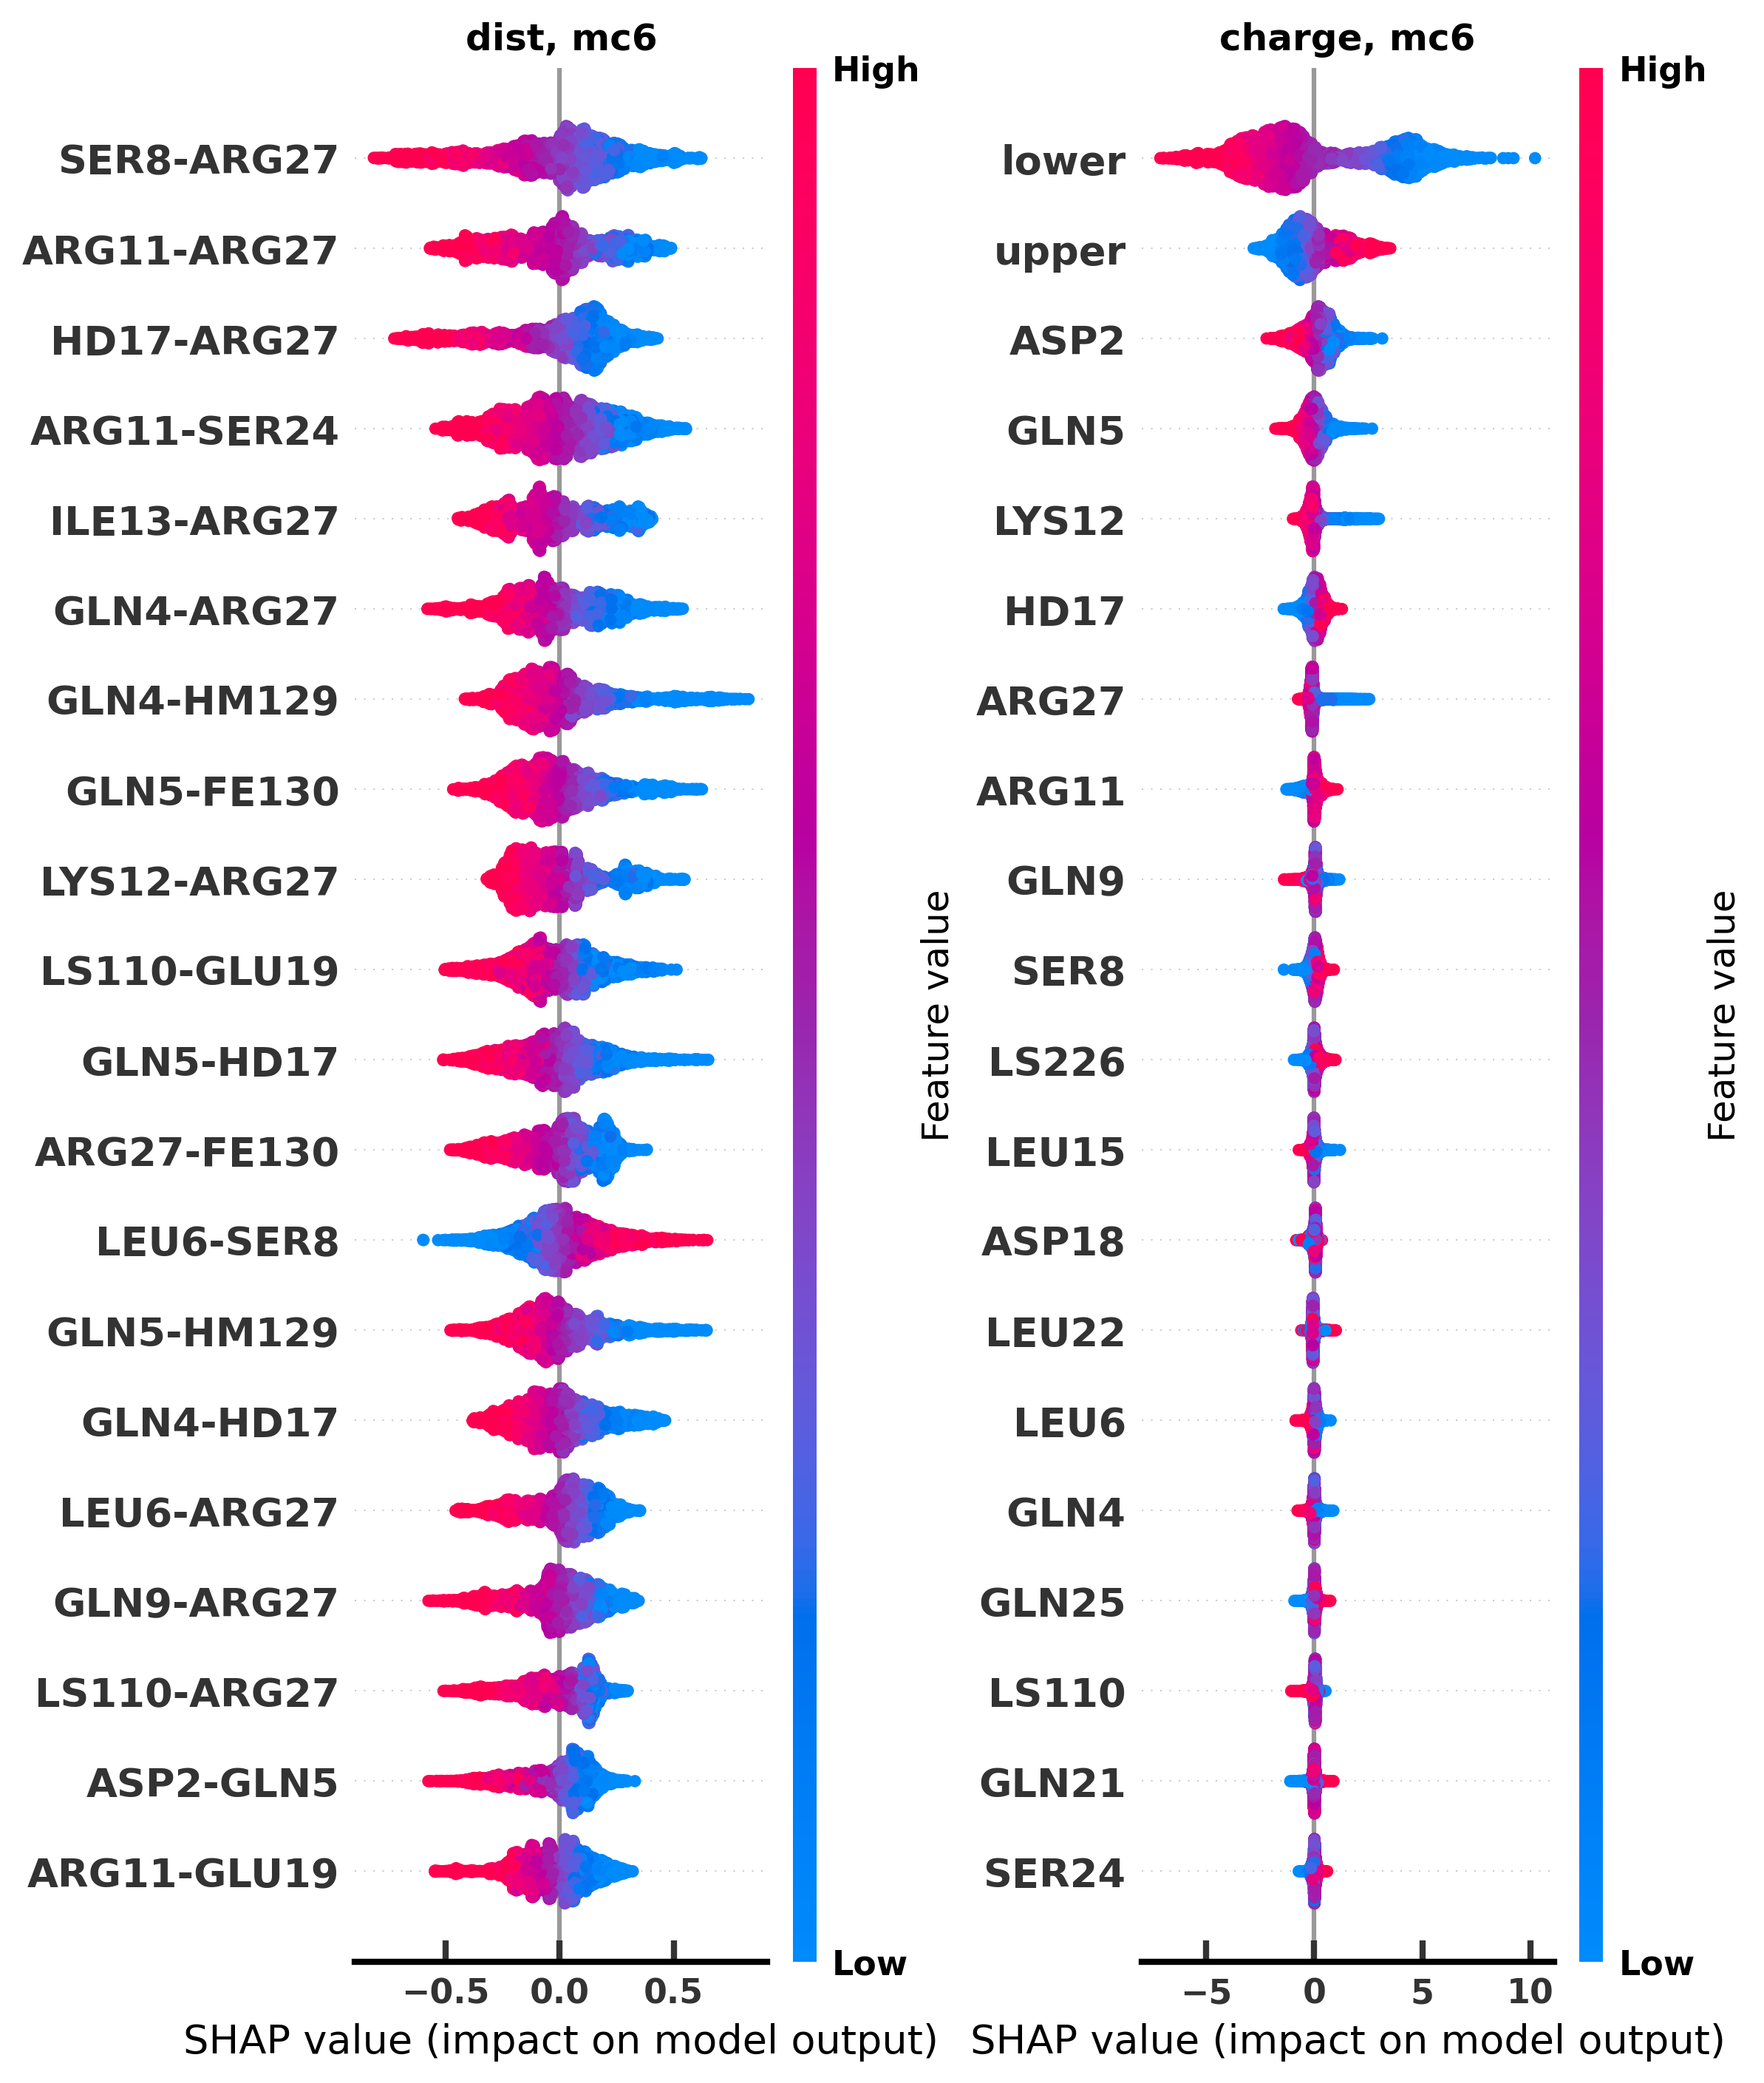 dist, mc6
High
SER8-ARG27
ARG11-ARG27
HD17-ARG27
ARG11-SER24
ILE13-ARG27
GLN4-ARG27
GLN4-HM129
GLN5-FE130
LYS12-ARG27
LS110-GLU19
GLN5-HD17
ARG27-FE130
LEU6-SER8
GLN5-HM129
GLN4-HD17
LEU6-ARG27
GLN9-ARG27
LS110-ARG27
ASP2-GLN5
ARG11-GLU19
Feature value
Low
−0.5 0.0 0.5
SHAP value (impact on model output)
charge, mc6
High
lower
upper
ASP2
GLN5
LYS12
HD17
ARG27
ARG11
GLN9
SER8
LS226
LEU15
ASP18
LEU22
LEU6
GLN4
GLN25
LS110
GLN21
SER24
Feature value
Low
−5 0 5 10
SHAP value (impact on model output)